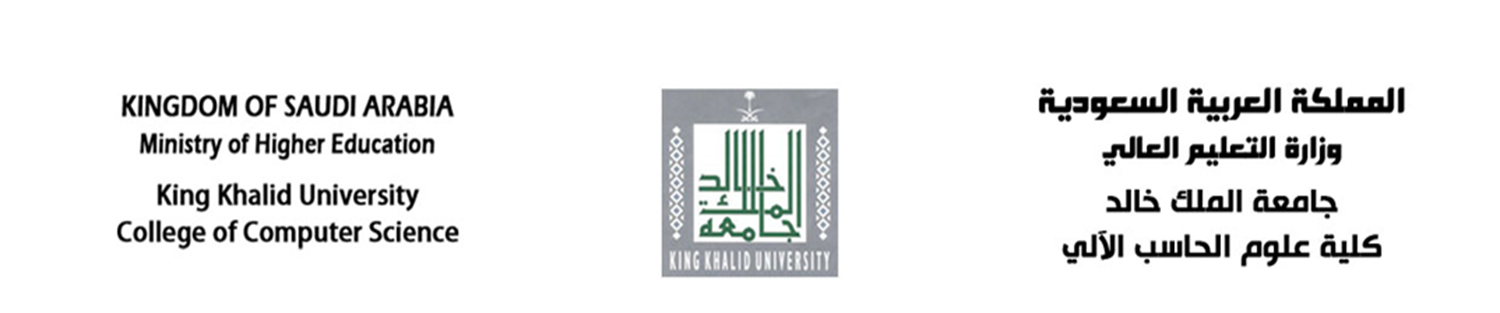 KINGDOM OF SAUDI ARABIA
Ministry of Higher Education
King Khalid University
College of Computer Science
جامعة
الملك
خالد
KING KHALID UNIVERSITY
المملكة العربية السعودية
وزارة التعليم العالي
جامعة الملك خالد
كلية علوم الحاسب الآلي